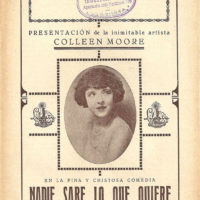 PRESENTACIÓN de la inimitable artista
COLLEEN MOORE
EN LA FINA Y CHISTOSA COMEDIA
NADIE SABE LO QUE QUIERE